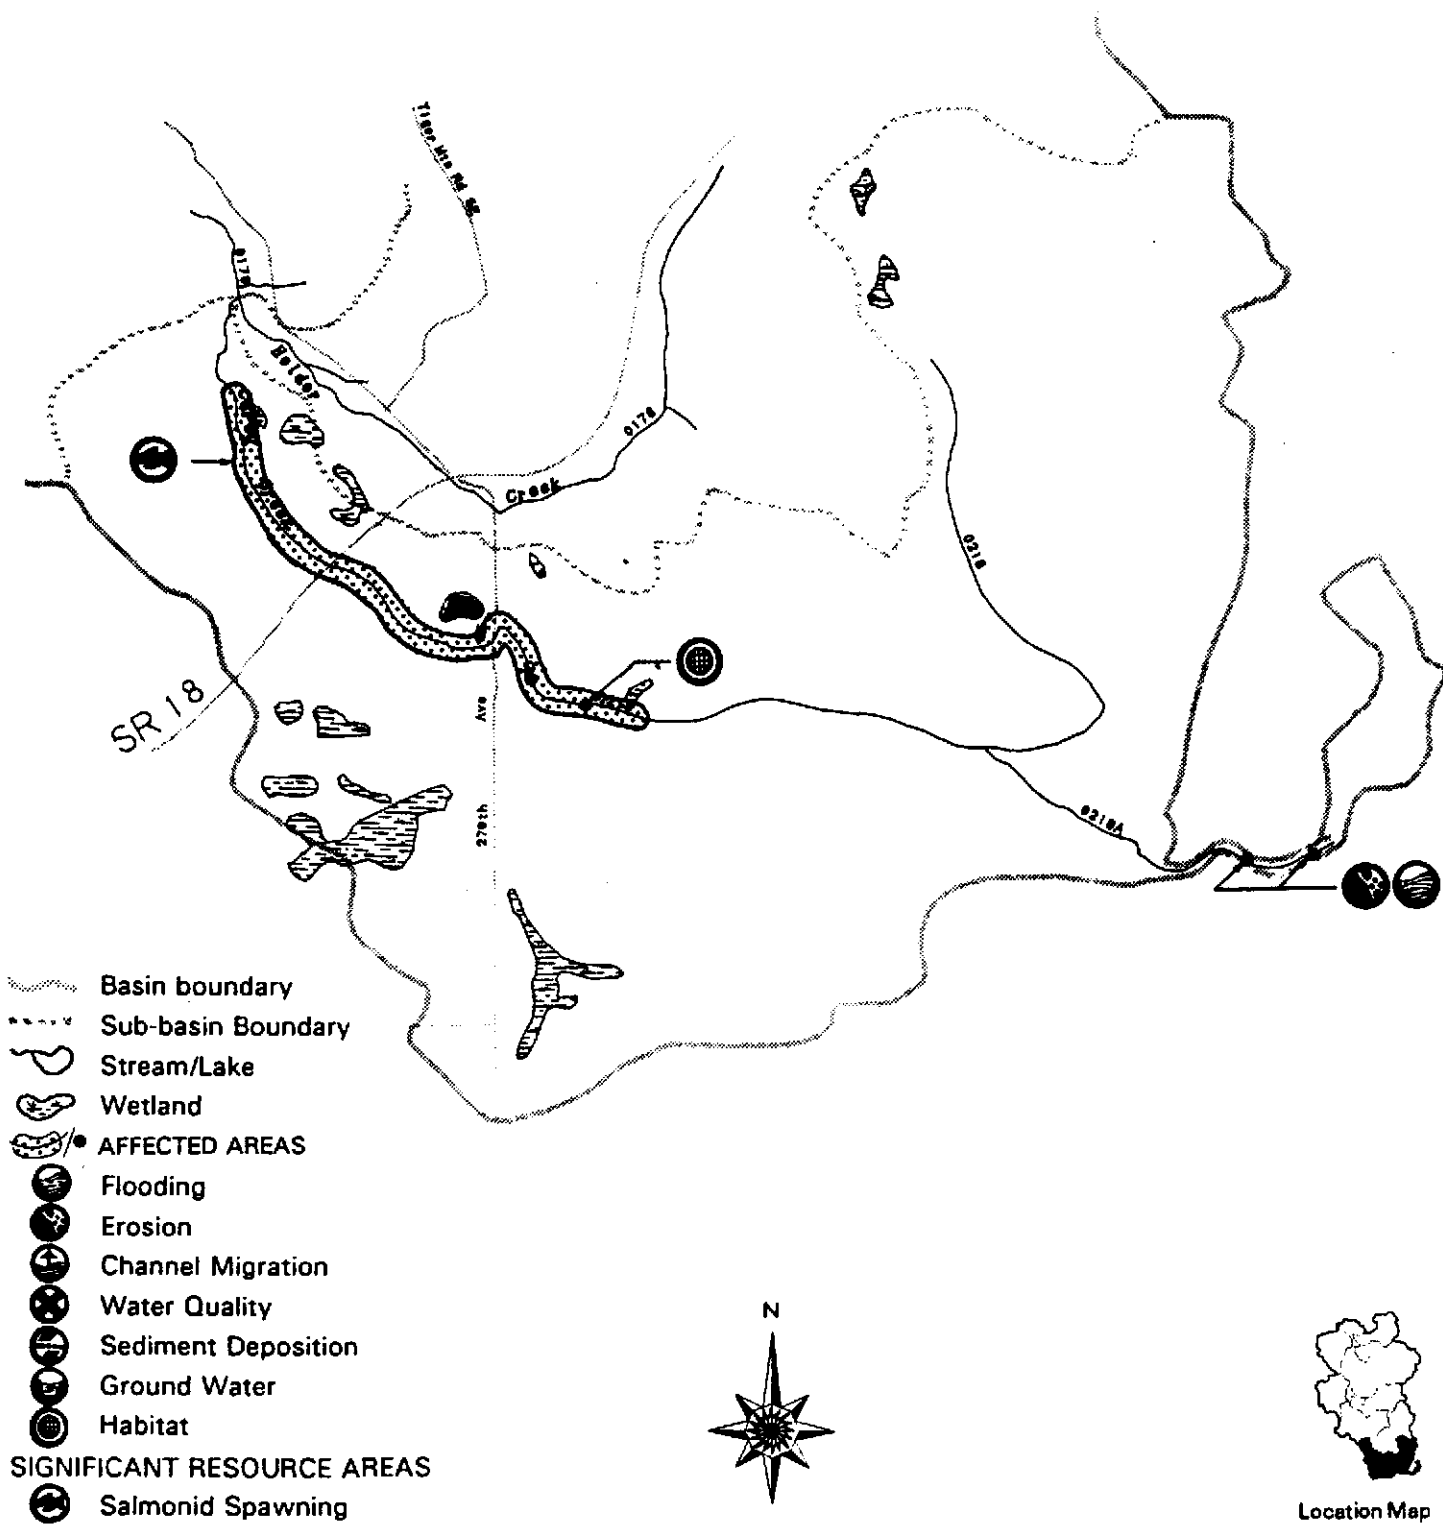 Tiger Mtn Rd SE
0178
Holder
0178
Creek
Creek
0218
SR 18
Ave
276th
0218A
Basin boundary
Sub-basin Boundary
Stream/Lake
Wetland
AFFECTED AREAS
Flooding
Erosion
Channel Migration
Water Quality
Sediment Deposition
Ground Water
Habitat
SIGNIFICANT RESOURCE AREAS
Salmonid Spawning
N
Location Map